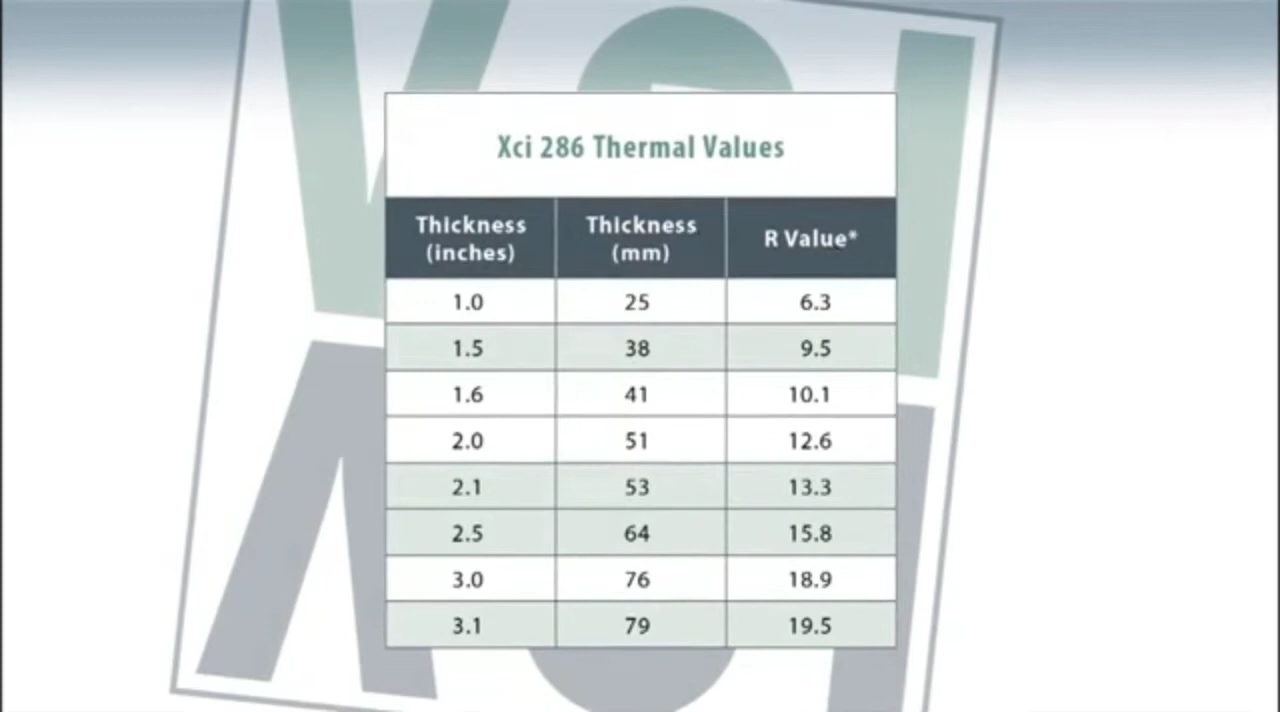 Xci 286 Thermal Values
Thickness (inches) Thickness (mm) R Value*
1.0 25 6.3
1.5 38 9.5
1.6 41 10.1
2.0 51 12.6
2.1 53 13.3
2.5 64 15.8
3.0 76 18.9
3.1 79 19.5